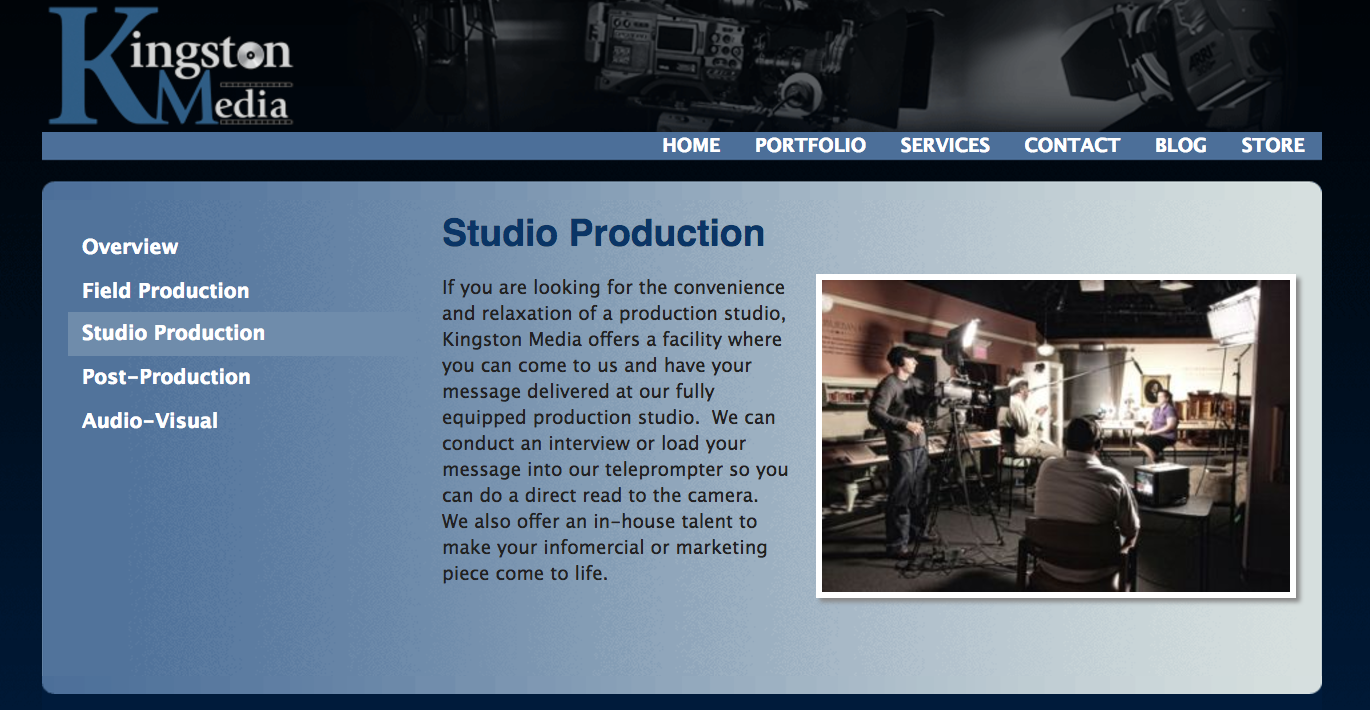 Kingston
Media
HOME PORTFOLIO SERVICES CONTACT BLOG STORE
Overview
Field Production
Studio Production
Post-Production
Audio-Visual
Studio Production
If you are looking for the convenience
and relaxation of a production studio,
Kingston Media offers a facility where
you can come to us and have your
message delivered at our fully
equipped production studio.  We can
conduct an interview or load your
message into our teleprompter so you
can do a direct read to the camera.
We also offer an in-house talent to
make your infomercial or marketing
piece come to life.
ARRI